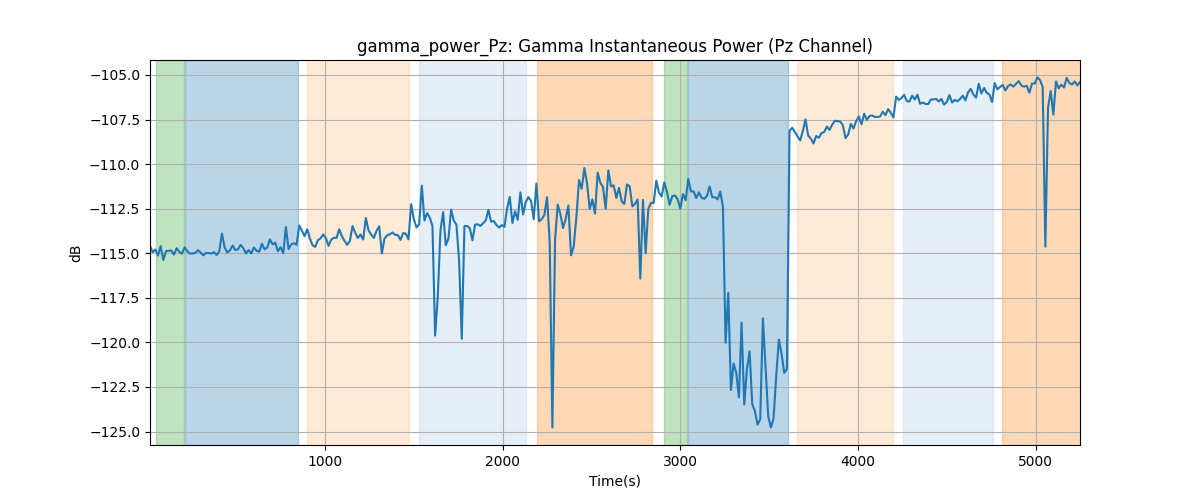 gamma_power_Pz: Gamma Instantaneous Power (Pz Channel)
−105.0
−107.5
−110.0
−112.5
−115.0
−117.5
−120.0
−122.5
−125.0
dB
1000 2000 3000 4000 5000
Time(s)